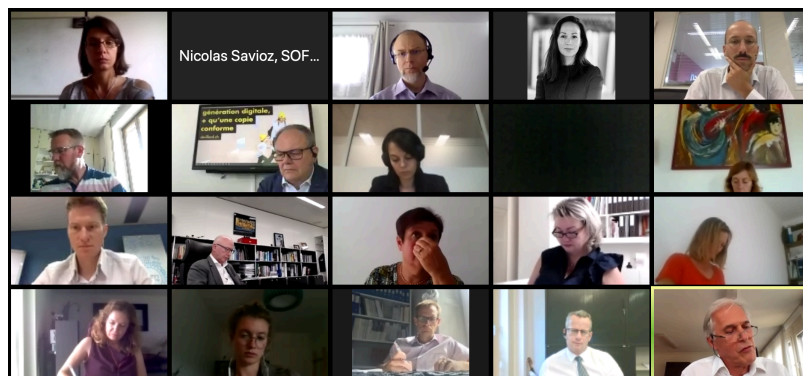 Nicolas Savioz, SOF...
génération digitale,
+ qu'une copie
conforme